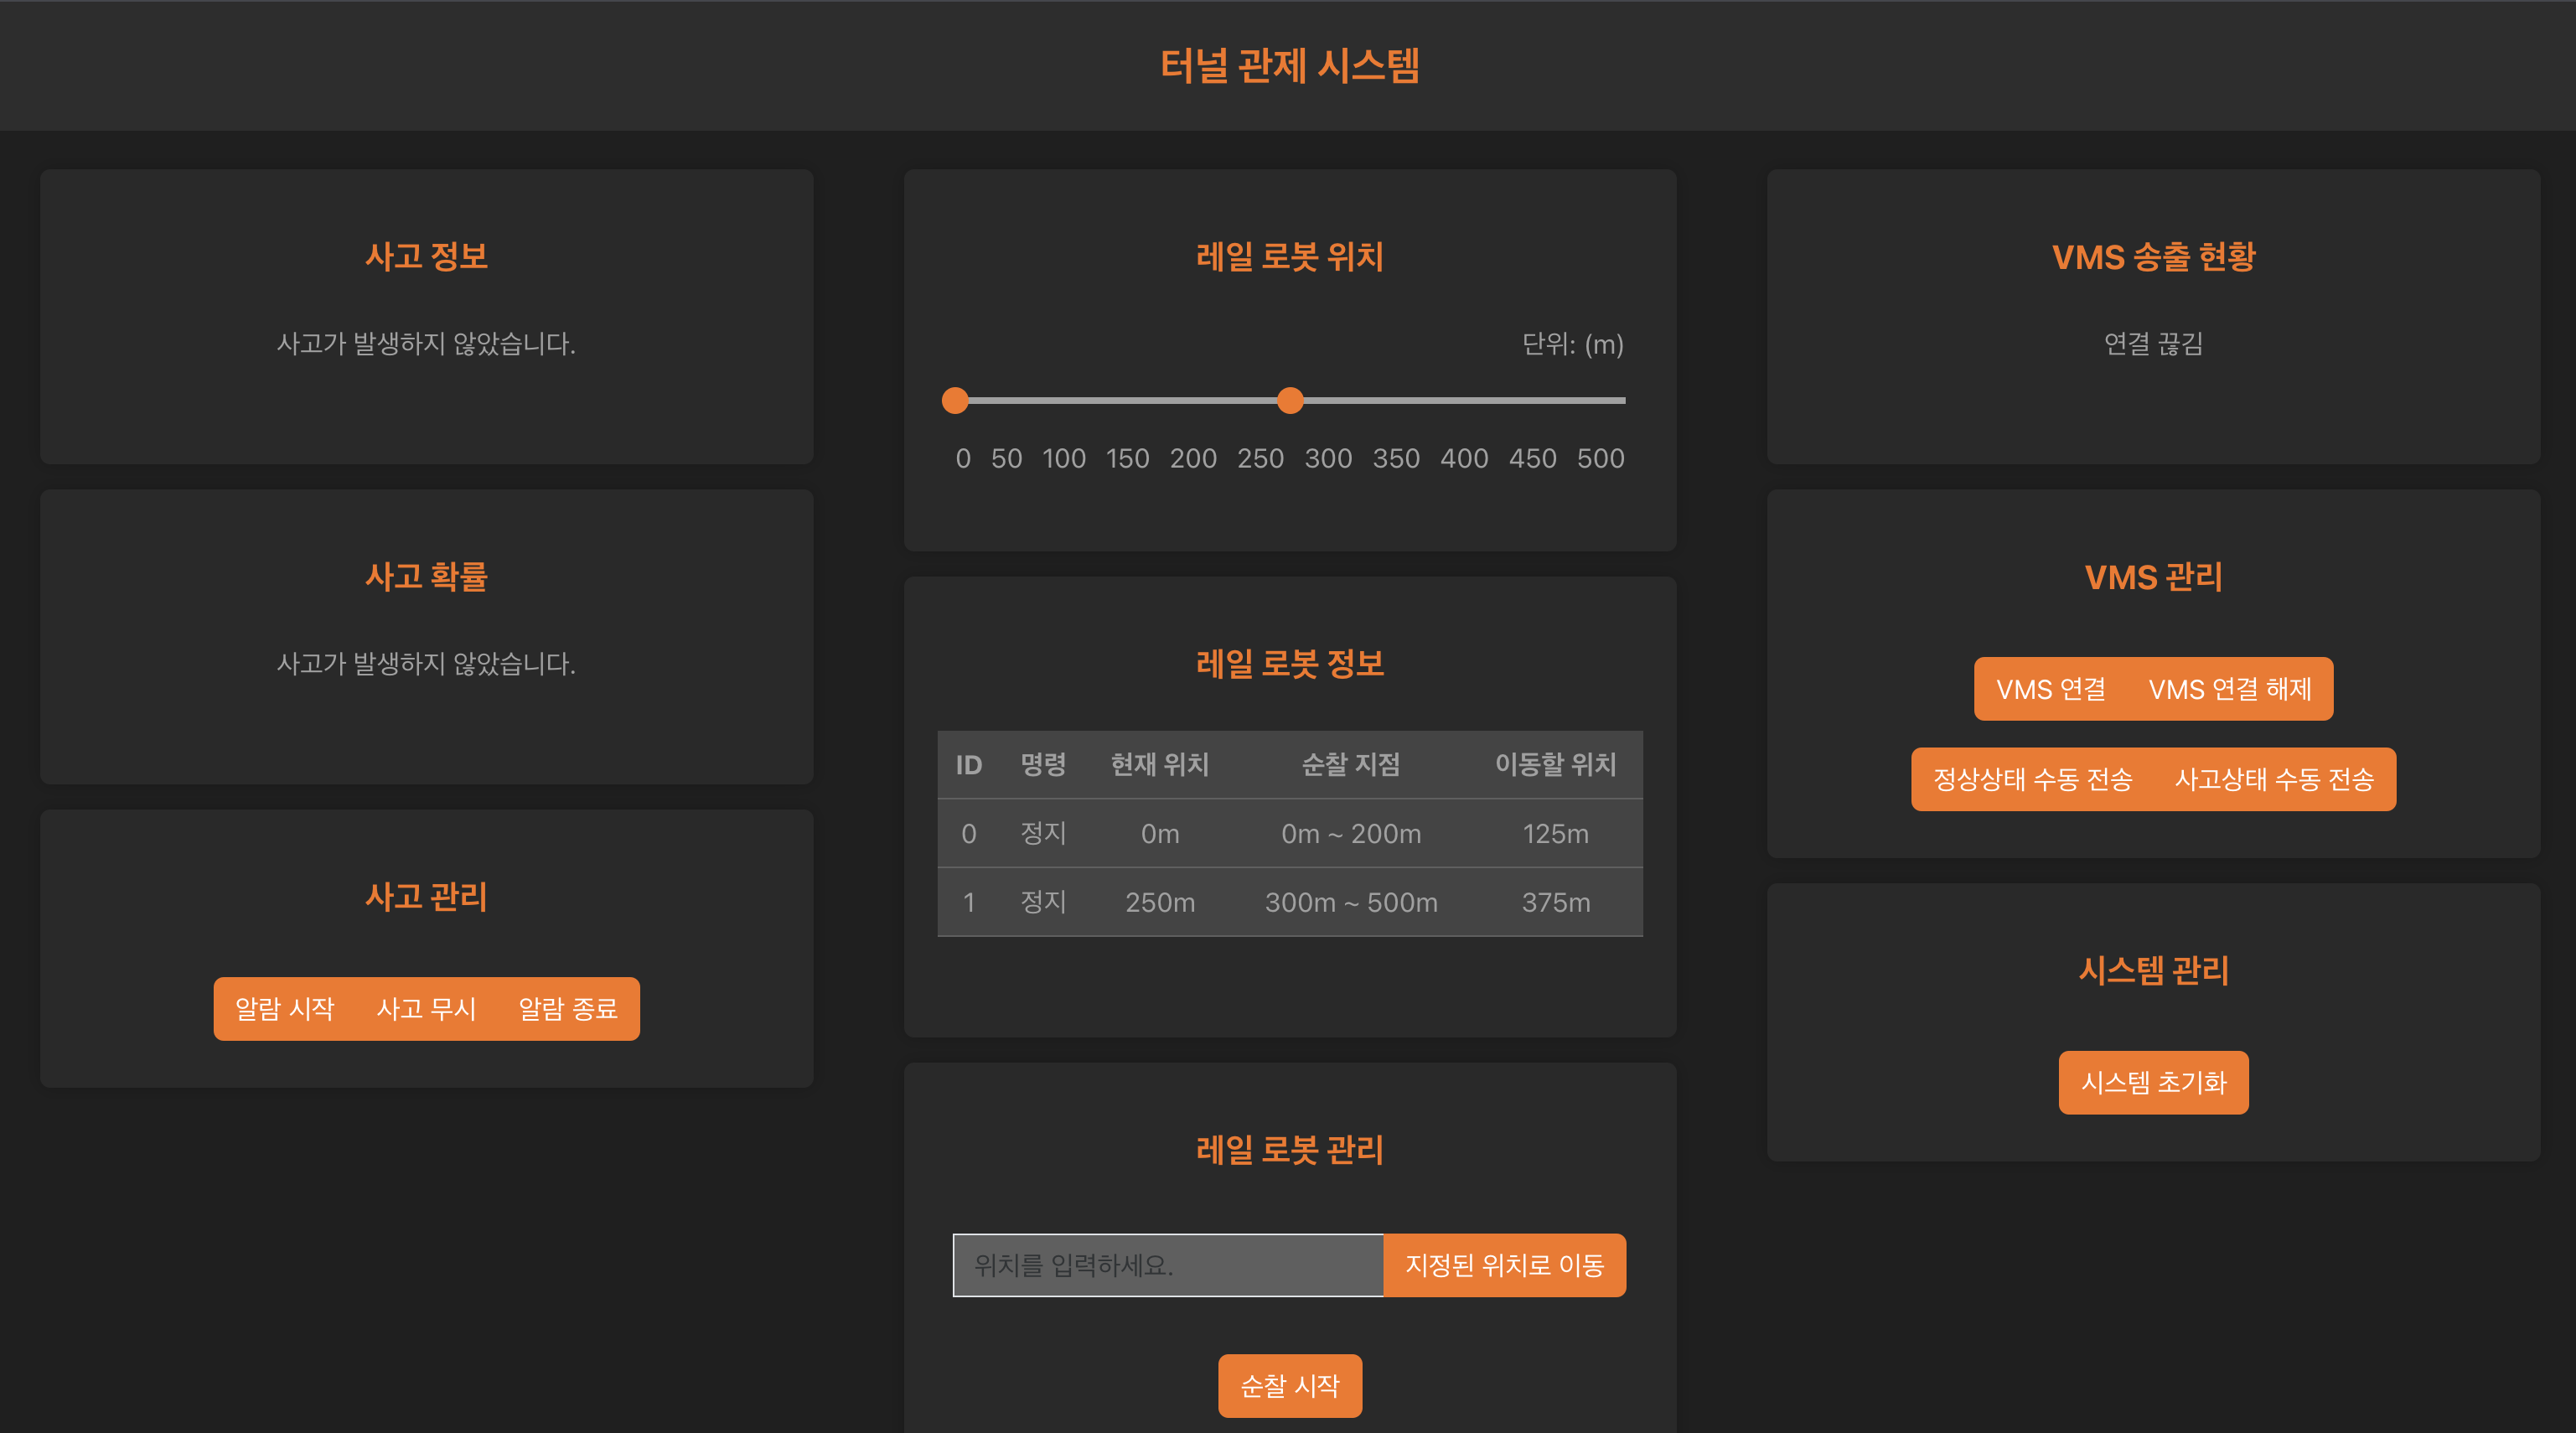 터널 관제 시스템
사고 정보
사고가 발생하지 않았습니다.
사고 확률
사고가 발생하지 않았습니다.
사고 관리
알람 시작 사고 무시 알람 종료
레일 로봇 위치
단위: (m)
0 50 100 150 200 250 300 350 400 450 500
레일 로봇 정보
ID 명령 현재 위치 순찰 지점 이동할 위치
0 정지 0m 0m ~ 200m 125m
1 정지 250m 300m ~ 500m 375m
레일 로봇 관리
위치를 입력하세요. 지정된 위치로 이동
순찰 시작
VMS 송출 현황
연결 끊김
VMS 관리
VMS 연결 VMS 연결 해제
정상상태 수동 전송 사고상태 수동 전송
시스템 관리
시스템 초기화